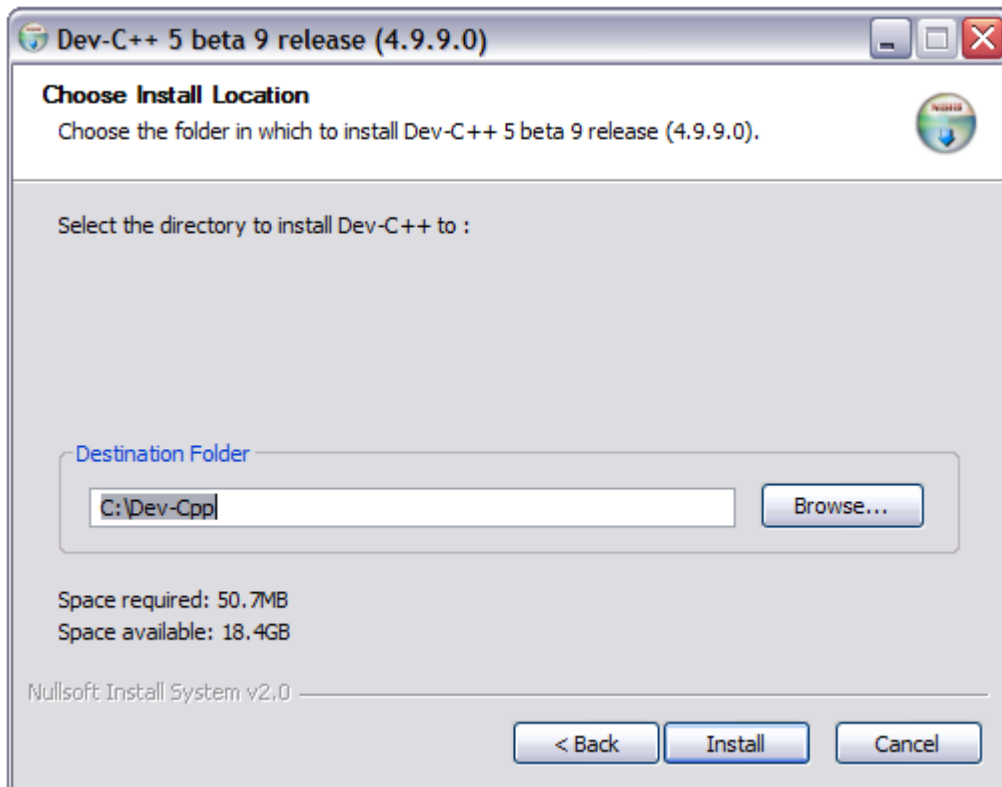 Dev-C++ 5 beta 9 release (4.9.9.0)
Choose Install Location
Choose the folder in which to install Dev-C++ 5 beta 9 release (4.9.9.0).
Select the directory to install Dev-C++ to :
Destination Folder
C:\Dev-Cpp
Browse...
Space required: 50.7MB
Space available: 18.4GB
Nullsoft Install System v2.0
< Back
Install
Cancel